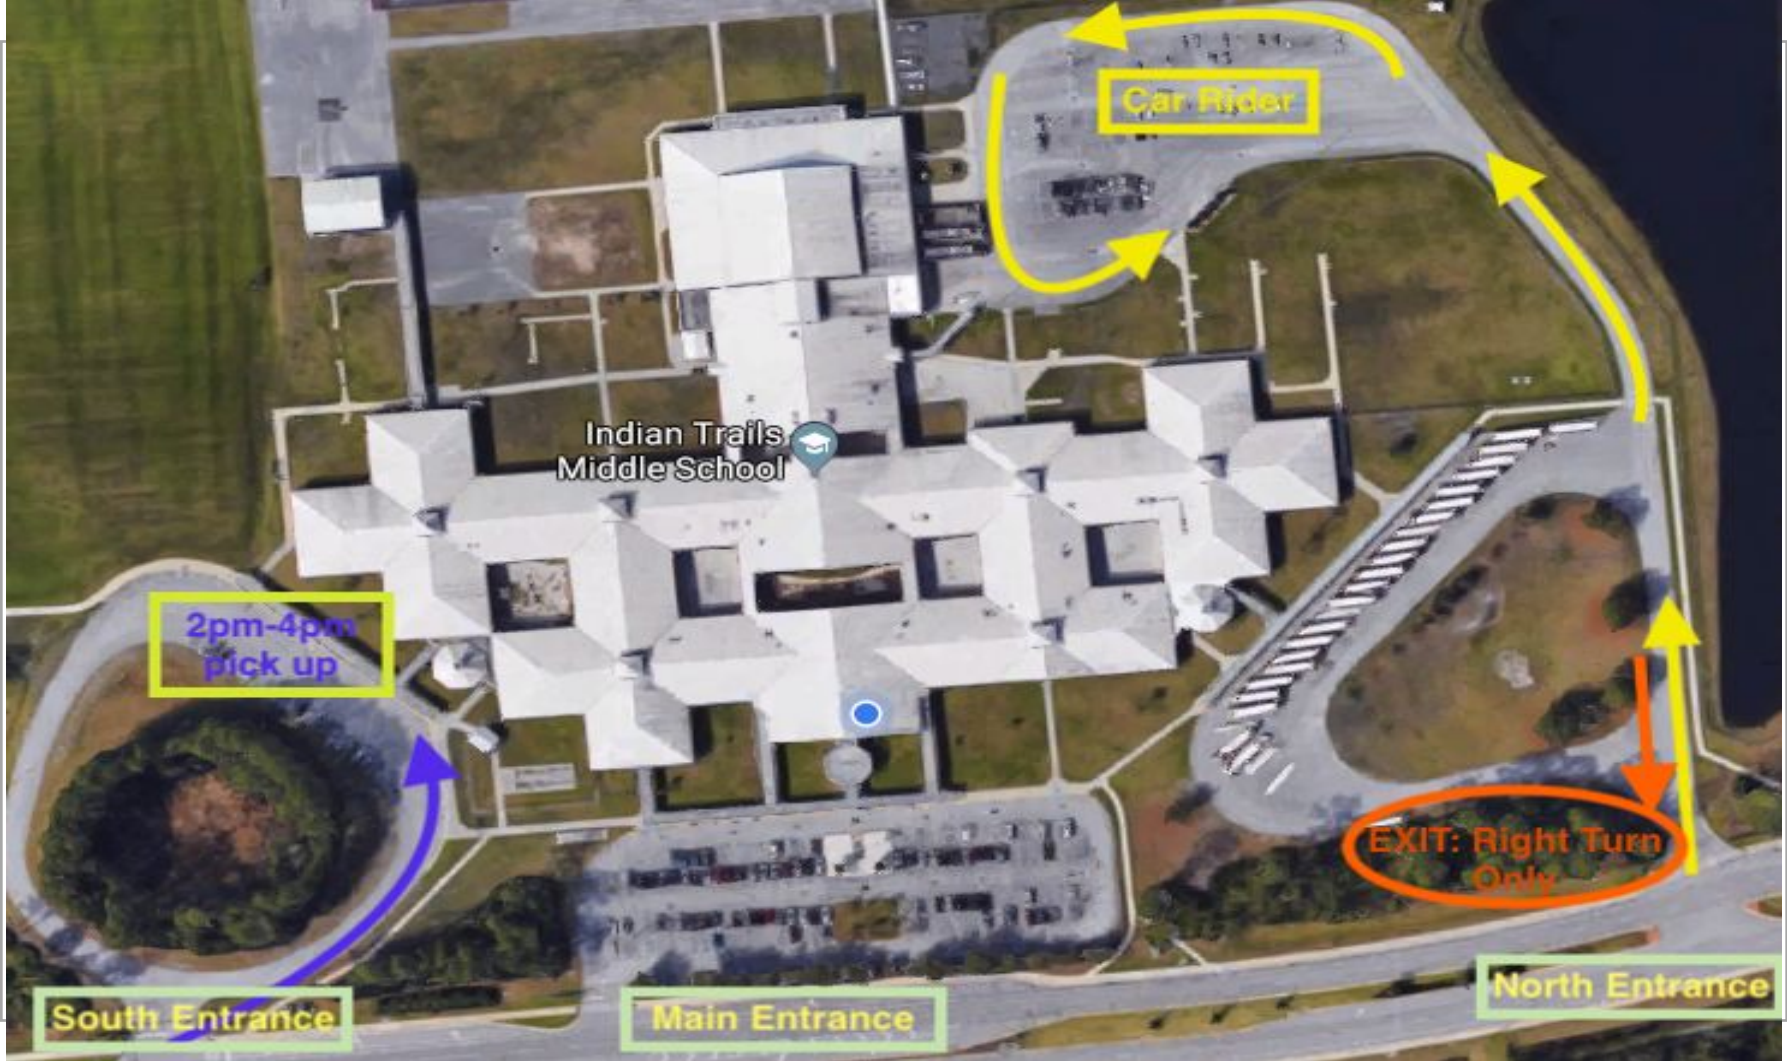 Car Rider
Indian Trails
Middle School
2pm-4pm
pick up
EXIT: Right Turn
Only
North Entrance
South Entrance
Main Entrance